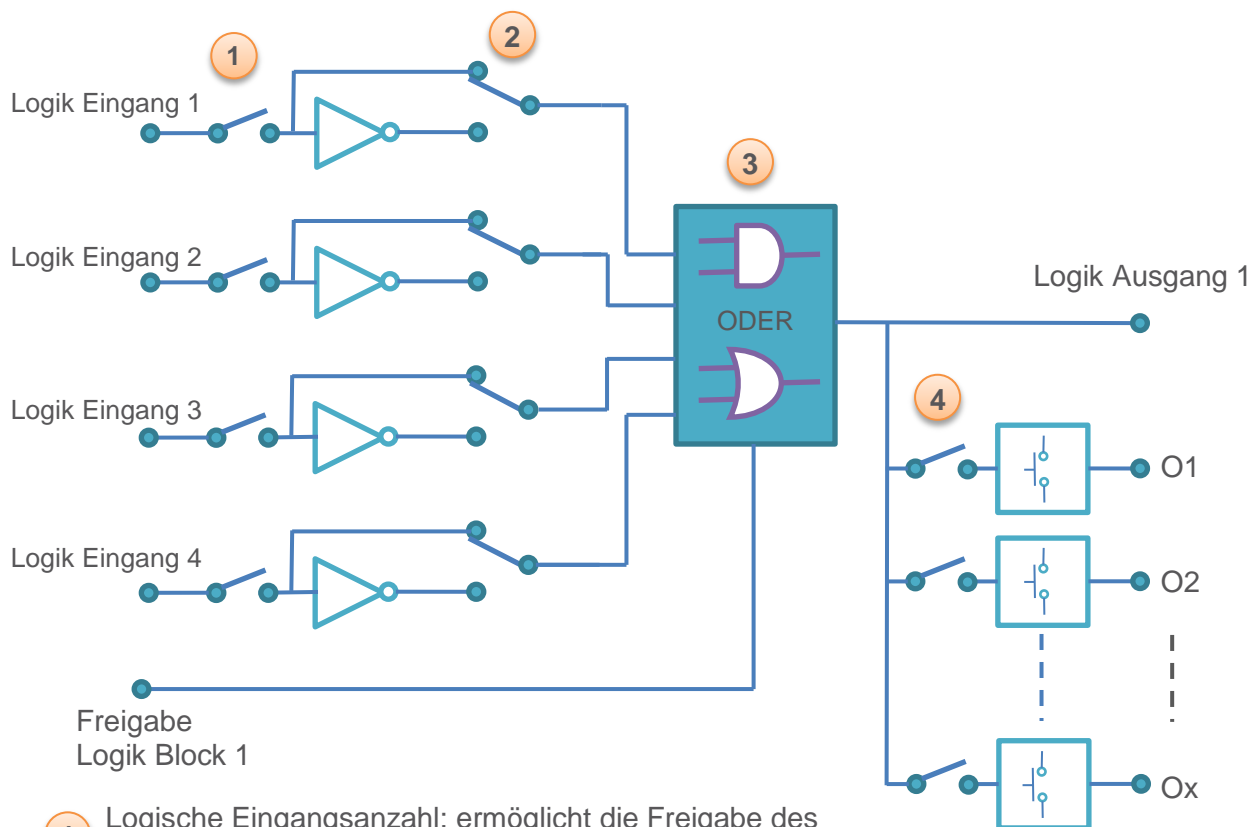 1
2
Logik Eingang 1
3
Logik Eingang 2
Logik Ausgang 1
ODER
4
Logik Eingang 3
O1
Logik Eingang 4
O2
Freigabe
Logik Block 1
Ox
Logische Eingangsanzahl: ermöglicht die Freigabe des